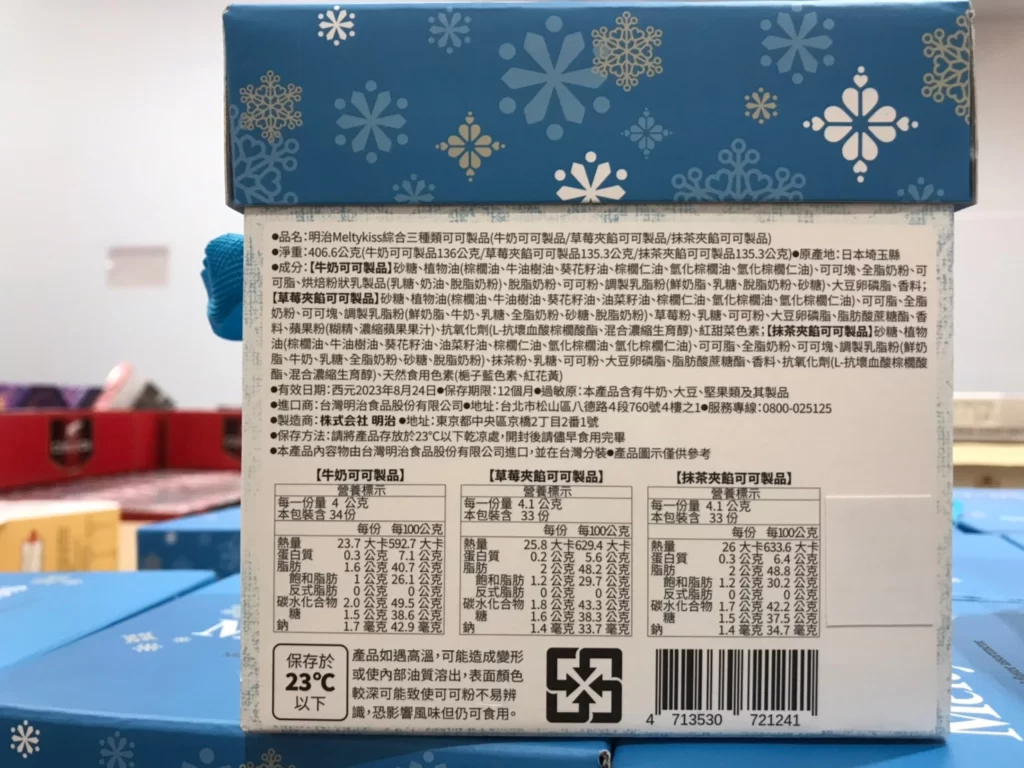 ●品名:明治Meltykiss綜合三種類可可製品(牛奶可可製品/草莓夾餡可可製品/抹茶夾餡可可製品)
●淨重:406.6公克(牛奶可可製品136公克/草莓夾餡可可製品135.3公克/抹茶夾餡可可製品135.3公克)●原產地:日本埼玉縣
●成分:【牛奶可可製品】砂糖、植物油(棕櫚油、牛油樹油、葵花籽油、棕櫚仁油、氫化棕櫚油、氫化棕櫚仁油)、可可塊、全脂奶粉、可
可脂、烘焙粉狀乳製品(乳糖、奶油、脫脂奶粉)、脫脂奶粉、可可粉、調製乳脂粉(鮮奶脂、乳糖、脫脂奶粉、砂糖)、大豆卵磷脂、香料;
【草莓夾餡可可製品】砂糖、植物油(棕櫚油、牛油樹油、葵花籽油、油菜籽油、棕櫚仁油、氫化棕櫚油、氫化棕櫚仁油)、可可脂、全脂
奶粉、可可塊、調製乳脂粉(鮮奶脂、牛奶、乳糖、全脂奶粉、砂糖、脫脂奶粉)、草莓粉、乳糖、可可粉、大豆卵磷脂、脂肪酸蔗糖酯、香
料、蘋果粉(糊精、濃縮蘋果果汁)、抗氧化劑(L-抗壞血酸棕櫚酸酯、混合濃縮生育醇)、紅甜菜色素;【抹茶夾餡可可製品】砂糖、植物
油(棕櫚油、牛油樹油、葵花籽油、油菜籽油、棕櫚仁油、氫化棕櫚油、氫化棕櫚仁油)、可可脂、全脂奶粉、可可塊、調製乳脂粉(鮮奶
脂、牛奶、乳糖、全脂奶粉、砂糖、脫脂奶粉)、抹茶粉、乳糖、可可粉、大豆卵磷脂、脂肪酸蔗糖酯、香料、抗氧化劑(L-抗壞血酸棕櫚酸
酯、混合濃縮生育醇)、天然食用色素(梔子藍色素、紅花黃)
●有效日期:西元2023年8月24日●保存期限:12個月●過敏原:本產品含有牛奶、大豆、堅果類及其製品
●進口商:台灣明治食品股份有限公司●地址:台北市松山區八德路4段760號4樓之1●服務專線:0800-025125
●製造商:株式会社 明治 ●地址:東京都中央區京橋2丁目2番1號
●保存方法:請將產品存放於23℃以下乾涼處,開封後請儘早食用完畢
●本產品內容物由台灣明治食品股份有限公司進口,並在台灣分裝●產品圖示僅供參考
【牛奶可可製品】
營養標示
每一份量 4 公克
本包裝含 34份
每份 每100公克
熱量 23.7 大卡 592.7 大卡
蛋白質 0.3 公克 7.1 公克
脂肪 1.6 公克 40.7 公克
飽和脂肪 1 公克 26.1 公克
反式脂肪 0 公克 0 公克
碳水化合物 2.0 公克 49.5 公克
糖 1.5 公克 38.6 公克
鈉 1.7 毫克 42.9 毫克
【草莓夾餡可可製品】
營養標示
每一份量 4.1 公克
本包裝含 33 份
每份 每100公克
熱量 25.8 大卡 629.4 大卡
蛋白質 0.2 公克 5.6 公克
脂肪 2 公克 48.2 公克
飽和脂肪 1.2 公克 29.7 公克
反式脂肪 0 公克 0 公克
碳水化合物 1.8 公克 43.3 公克
糖 1.6 公克 38.3 公克
鈉 1.4 毫克 33.7 毫克
【抹茶夾餡可可製品】
營養標示
每一份量 4.1 公克
本包裝含 33 份
每份 每100公克
熱量 26 大卡 633.6 大卡
蛋白質 0.3 公克 6.4 公克
脂肪 2 公克 48.8 公克
飽和脂肪 1.2 公克 30.2 公克
反式脂肪 0 公克 0 公克
碳水化合物 1.7 公克 42.2 公克
糖 1.5 公克 37.5 公克
鈉 1.4 毫克 34.7 毫克
保存於
23℃
以下
產品如遇高溫,可能造成變形
或使內部油質溶出,表面顏色
較深可能致使可可粉不易辨
識,恐影響風味但仍可食用。
4 713530 721241